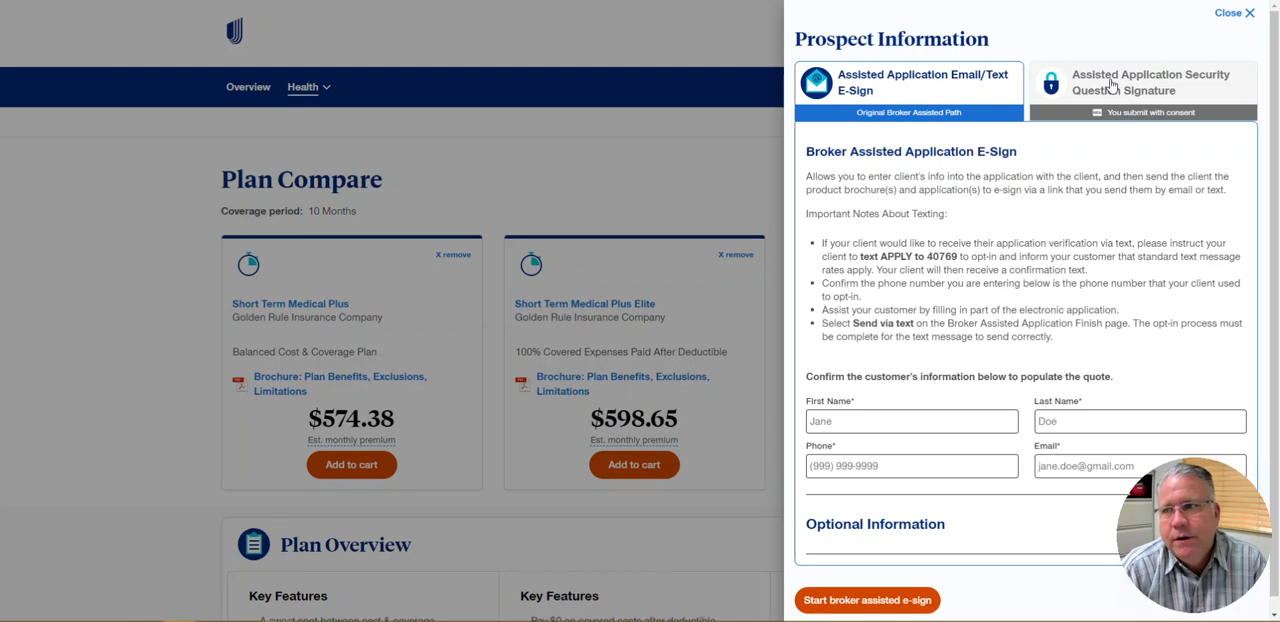 Close X
Prospect Information
Assisted Application Email/Text
E-Sign
Original Broker Assisted Path
Assisted Application Security
Question Signature
You submit with consent
Overview
Health
Plan Compare
Coverage period: 10 Months
X remove
Short Term Medical Plus
Golden Rule Insurance Company
Balanced Cost & Coverage Plan
Brochure: Plan Benefits, Exclusions,
Limitations
$574.38
Est. monthly premium
Add to cart
X remove
Short Term Medical Plus Elite
Golden Rule Insurance Company
100% Covered Expenses Paid After Deductible
Brochure: Plan Benefits, Exclusions,
Limitations
$598.65
Est. monthly premium
Add to cart
Plan Overview
Key Features
A sweet spot between cost & coverage
Key Features
Pay $0 on covered costs after deductible
Broker Assisted Application E-Sign
Allows you to enter client's info into the application with the client, and then send the client the
product brochure(s) and application(s) to e-sign via a link that you send them by email or text.
Important Notes About Texting:
• If your client would like to receive their application verification via text, please instruct your
client to text APPLY to 40769 to opt-in and inform your customer that standard text message
rates apply. Your client will then receive a confirmation text.
• Confirm the phone number you are entering below is the phone number that your client used
to opt-in.
• Assist your customer by filling in part of the electronic application.
• Select Send via text on the Broker Assisted Application Finish page. The opt-in process must
be complete for the text message to send correctly.
Confirm the customer's information below to populate the quote.
First Name*
Last Name*
Jane
Doe
Phone*
Email*
(999) 999-9999
jane.doe@gmail.com
Optional Information
Start broker assisted e-sign